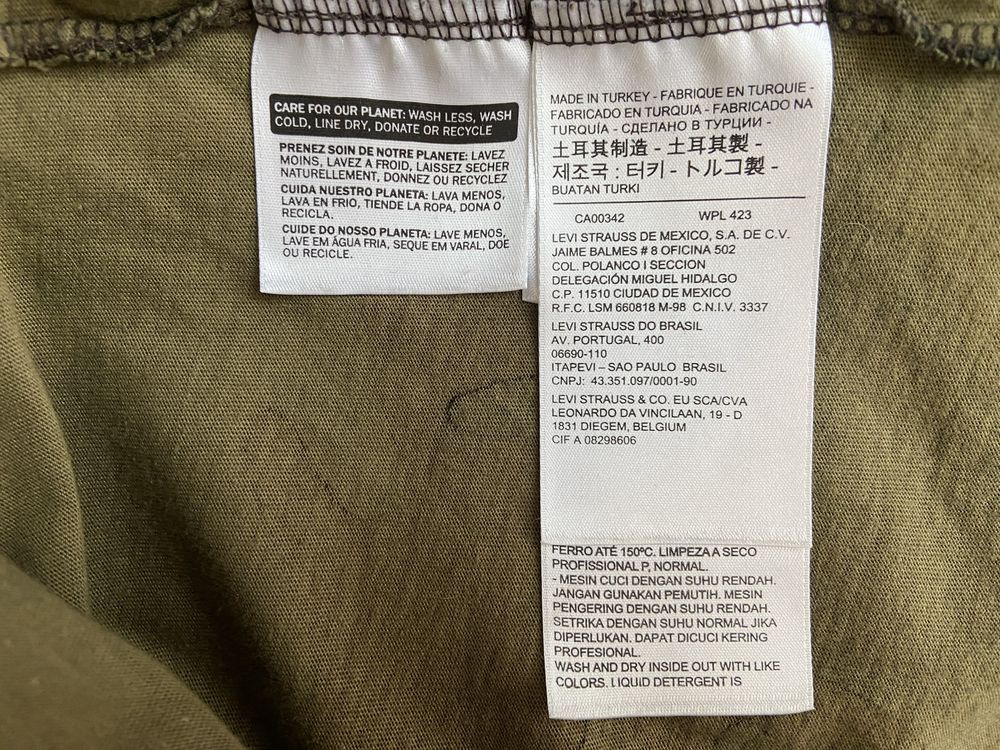 CARE FOR OUR PLANET: WASH LESS, WASH
COLD, LINE DRY, DONATE OR RECYCLE
PRENEZ SOIN DE NOTRE PLANETE: LAVEZ
MOINS, LAVEZ A FROID, LAISSEZ SECHER
NATURELLEMENT, DONNEZ OU RECYCLEZ
CUIDA NUESTRO PLANETA: LAVA MENOS,
LAVA EN FRIO, TIENDE LA ROPA, DONA O
RECICLA.
CUIDE DO NOSSO PLANETA: LAVE MENOS,
LAVE EM ÁGUA FRIA, SEQUE EM VARAL, DOE
OU RECICLE.
MADE IN TURKEY - FABRIQUE EN TURQUIE -
FABRICADO EN TURQUIA - FABRICADO NA
TURQUÍA - СДЕЛАНО В ТУРЦИИ -
土耳其制造 - 土耳其製 -
제조국 : 터키 - トルコ製 -
BUATAN TURKI
CA00342 WPL 423
LEVI STRAUSS DE MEXICO, S.A. DE C.V.
JAIME BALMES # 8 OFICINA 502
COL. POLANCO I SECCION
DELEGACIÓN MIGUEL HIDALGO
C.P. 11510 CIUDAD DE MEXICO
R.F.C. LSM 660818 M-98 C.N.I.V. 3337
LEVI STRAUSS DO BRASIL
AV. PORTUGAL, 400
06690-110
ITAPEVI – SAO PAULO BRASIL
CNPJ: 43.351.097/0001-90
LEVI STRAUSS & CO. EU SCA/CVA
LEONARDO DA VINCILAAN, 19 - D
1831 DIEGEM, BELGIUM
CIF A 08298606
FERRO ATÉ 150ºC. LIMPEZA A SECO
PROFISSIONAL P, NORMAL.
- MESIN CUCI DENGAN SUHU RENDAH.
JANGAN GUNAKAN PEMUTIH. MESIN
PENGERING DENGAN SUHU RENDAH.
SETRIKA DENGAN SUHU NORMAL JIKA
DIPERLUKAN. DAPAT DICUCI KERING
PROFESIONAL.
WASH AND DRY INSIDE OUT WITH LIKE
COLORS. LIQUID DETERGENT IS